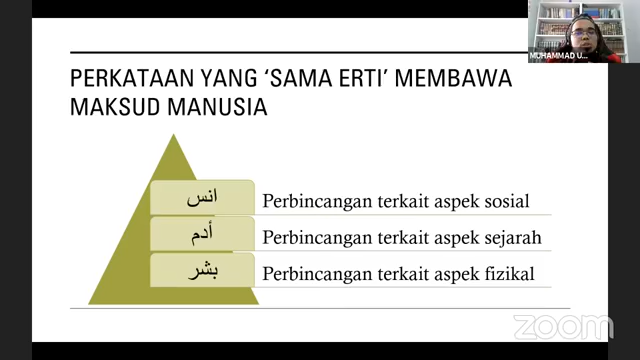 MUHAMMAD U...
PERKATAAN YANG ‘SAMA ERTI’ MEMBAWA
MAKSUD MANUSIA
انس
Perbincangan terkait aspek sosial
أدم
Perbincangan terkait aspek sejarah
بشر
Perbincangan terkait aspek fizikal
zoom